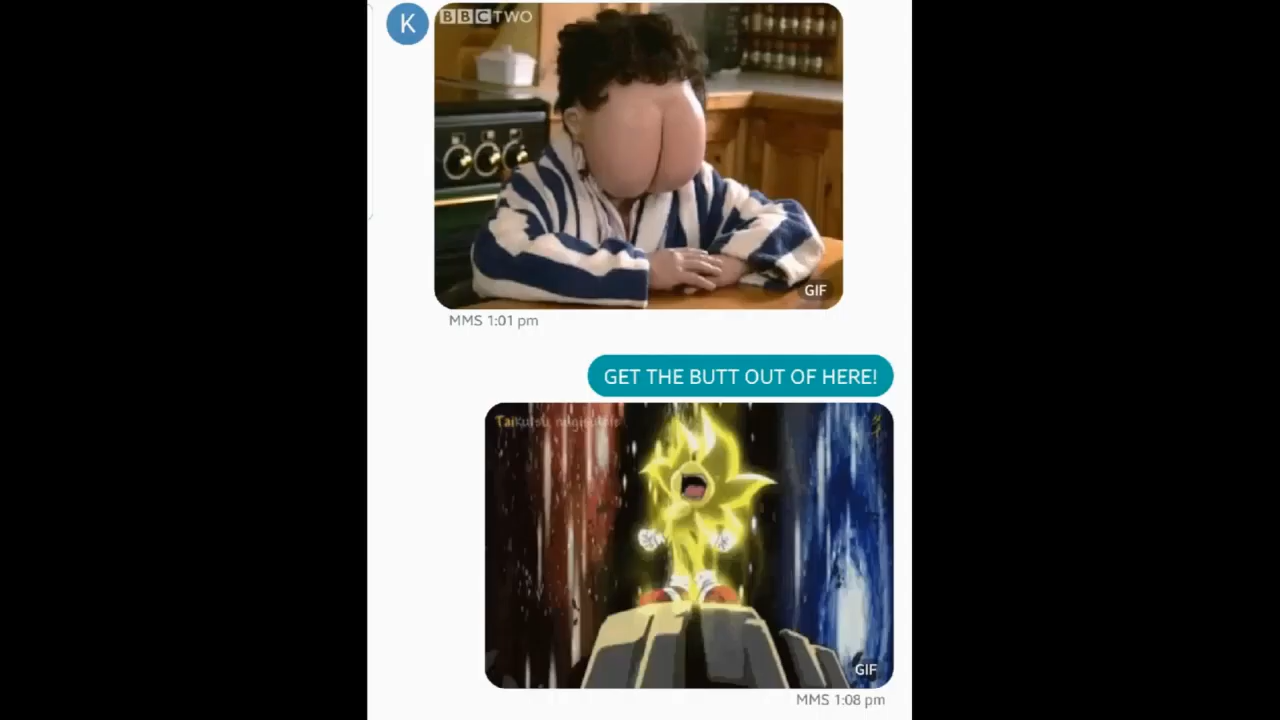 K
BBC TWO
GIF
MMS 1:01 pm
GET THE BUTT OUT OF HERE!
GIF
MMS 1:08 pm